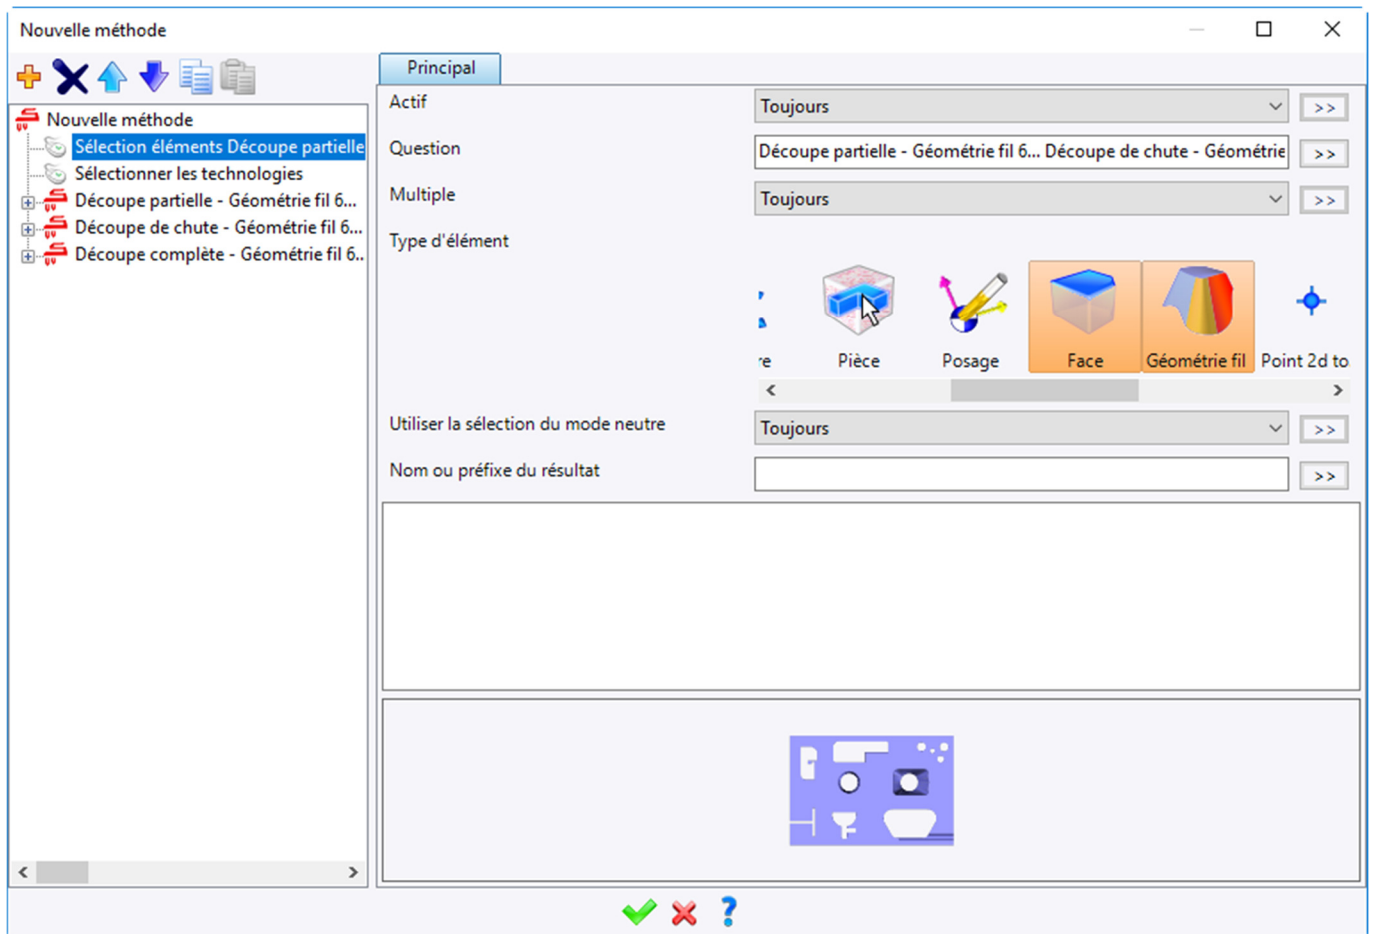 Nouvelle méthode
Principal
Nouvelle méthode
Sélection éléments Découpe partielle
Sélectionner les technologies
Découpe partielle - Géométrie fil 6...
Découpe de chute - Géométrie fil 6...
Découpe complète - Géométrie fil 6..
Actif
Toujours
>>
Question
Découpe partielle - Géométrie fil 6... Découpe de chute - Géométrie
>>
Multiple
Toujours
>>
Type d'élément
re
Pièce
Posage
Face
Géométrie fil
Point 2d to
Utiliser la sélection du mode neutre
Toujours
>>
Nom ou préfixe du résultat
>>